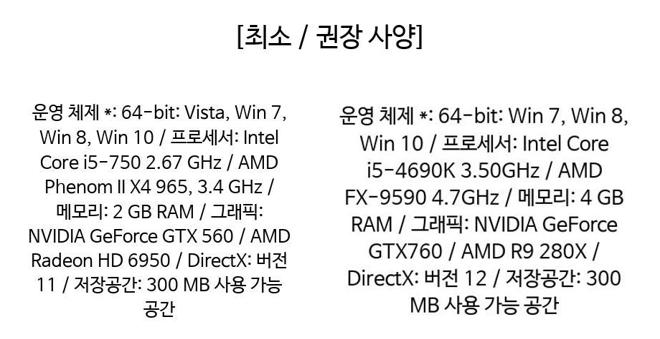 [최소 / 권장 사양]
운영 체제 *: 64-bit: Vista, Win 7,
Win 8, Win 10 / 프로세서: Intel
Core i5-750 2.67 GHz / AMD
Phenom II X4 965, 3.4 GHz /
메모리: 2 GB RAM / 그래픽:
NVIDIA GeForce GTX 560 / AMD
Radeon HD 6950 / DirectX: 버전
11 / 저장공간: 300 MB 사용 가능
공간
운영 체제 *: 64-bit: Win 7, Win 8,
Win 10 / 프로세서: Intel Core
i5-4690K 3.50GHz / AMD
FX-9590 4.7GHz / 메모리: 4 GB
RAM / 그래픽: NVIDIA GeForce
GTX760 / AMD R9 280X /
DirectX: 버전 12 / 저장공간: 300
MB 사용 가능 공간